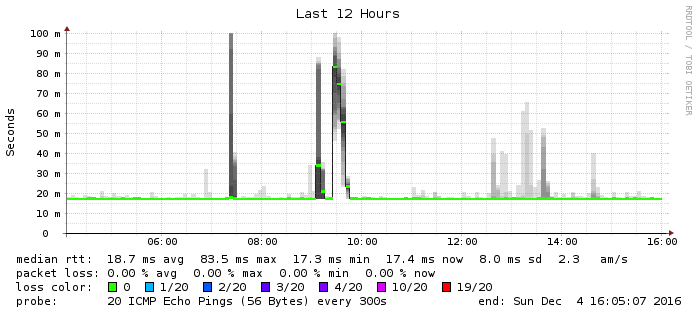 Last 12 Hours
RRDTOOL / TOBI OETIKER
Seconds
100 m
90 m
80 m
70 m
60 m
50 m
40 m
30 m
20 m
10 m
0
06:00 08:00 10:00 12:00 14:00 16:00
median rtt: 18.7 ms avg 83.5 ms max 17.3 ms min 17.4 ms now 8.0 ms sd 2.3 am/s
packet loss: 0.00 % avg 0.00 % max 0.00 % min 0.00 % now
loss color: 0 1/20 2/20 3/20 4/20 10/20 19/20
probe: 20 ICMP Echo Pings (56 Bytes) every 300s end: Sun Dec 4 16:05:07 2016